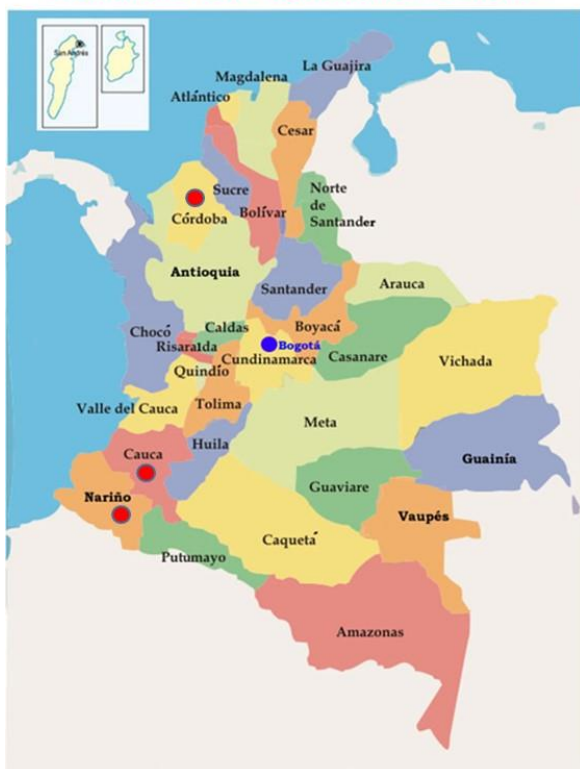 San Andrés
La Guajira
Magdalena
Atlántico
Cesar
Sucre
Norte
de
Santander
Bolívar
Córdoba
Antioquia
Santander
Arauca
Chocó
Caldas
Boyacá
Risaralda
Bogotá
Cundinamarca
Casanare
Vichada
Quindío
Valle del Cauca
Tolima
Meta
Huila
Cauca
Guainía
Guaviare
Nariño
Vaupés
Caquetá
Putumayo
Amazonas